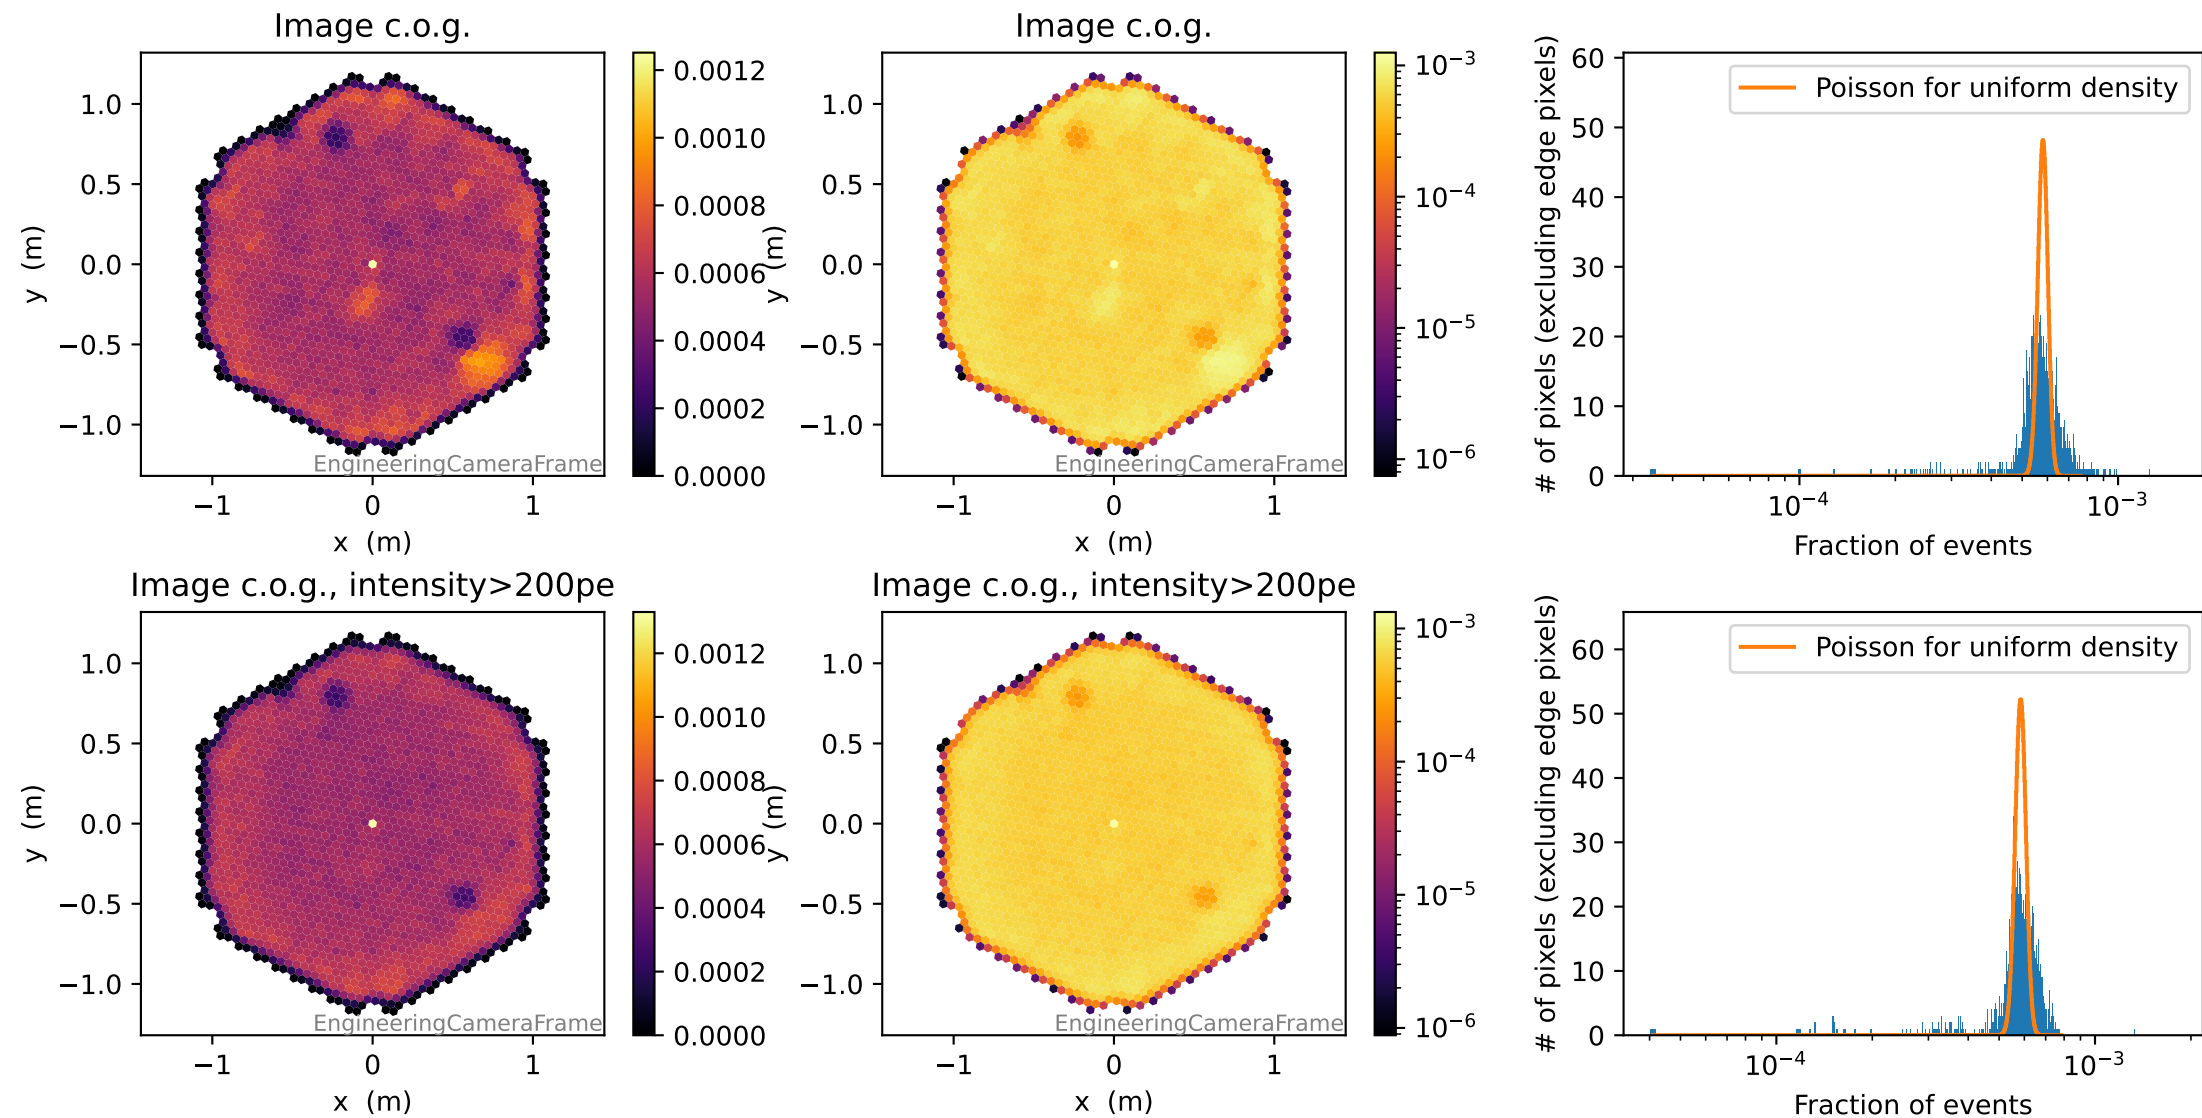 Image c.o.g.
1.0
0.5
0.0
−0.5
−1.0
y (m)
−1 0 1
x (m)
EngineeringCameraFrame
0.0012
0.0010
0.0008
0.0006
0.0004
0.0002
0.0000
Image c.o.g.
1.0
0.5
0.0
−0.5
−1.0
y (m)
−1 0 1
x (m)
EngineeringCameraFrame
10⁻³
10⁻⁴
10⁻⁵
10⁻⁶
60
50
40
30
20
10
0
# of pixels (excluding edge pixels)
Poisson for uniform density
10⁻⁴ 10⁻³
Fraction of events
Image c.o.g., intensity>200pe
1.0
0.5
0.0
−0.5
−1.0
y (m)
−1 0 1
x (m)
EngineeringCameraFrame
0.0012
0.0010
0.0008
0.0006
0.0004
0.0002
0.0000
Image c.o.g., intensity>200pe
1.0
0.5
0.0
−0.5
−1.0
y (m)
−1 0 1
x (m)
EngineeringCameraFrame
10⁻³
10⁻⁴
10⁻⁵
10⁻⁶
60
50
40
30
20
10
0
# of pixels (excluding edge pixels)
Poisson for uniform density
10⁻⁴ 10⁻³
Fraction of events